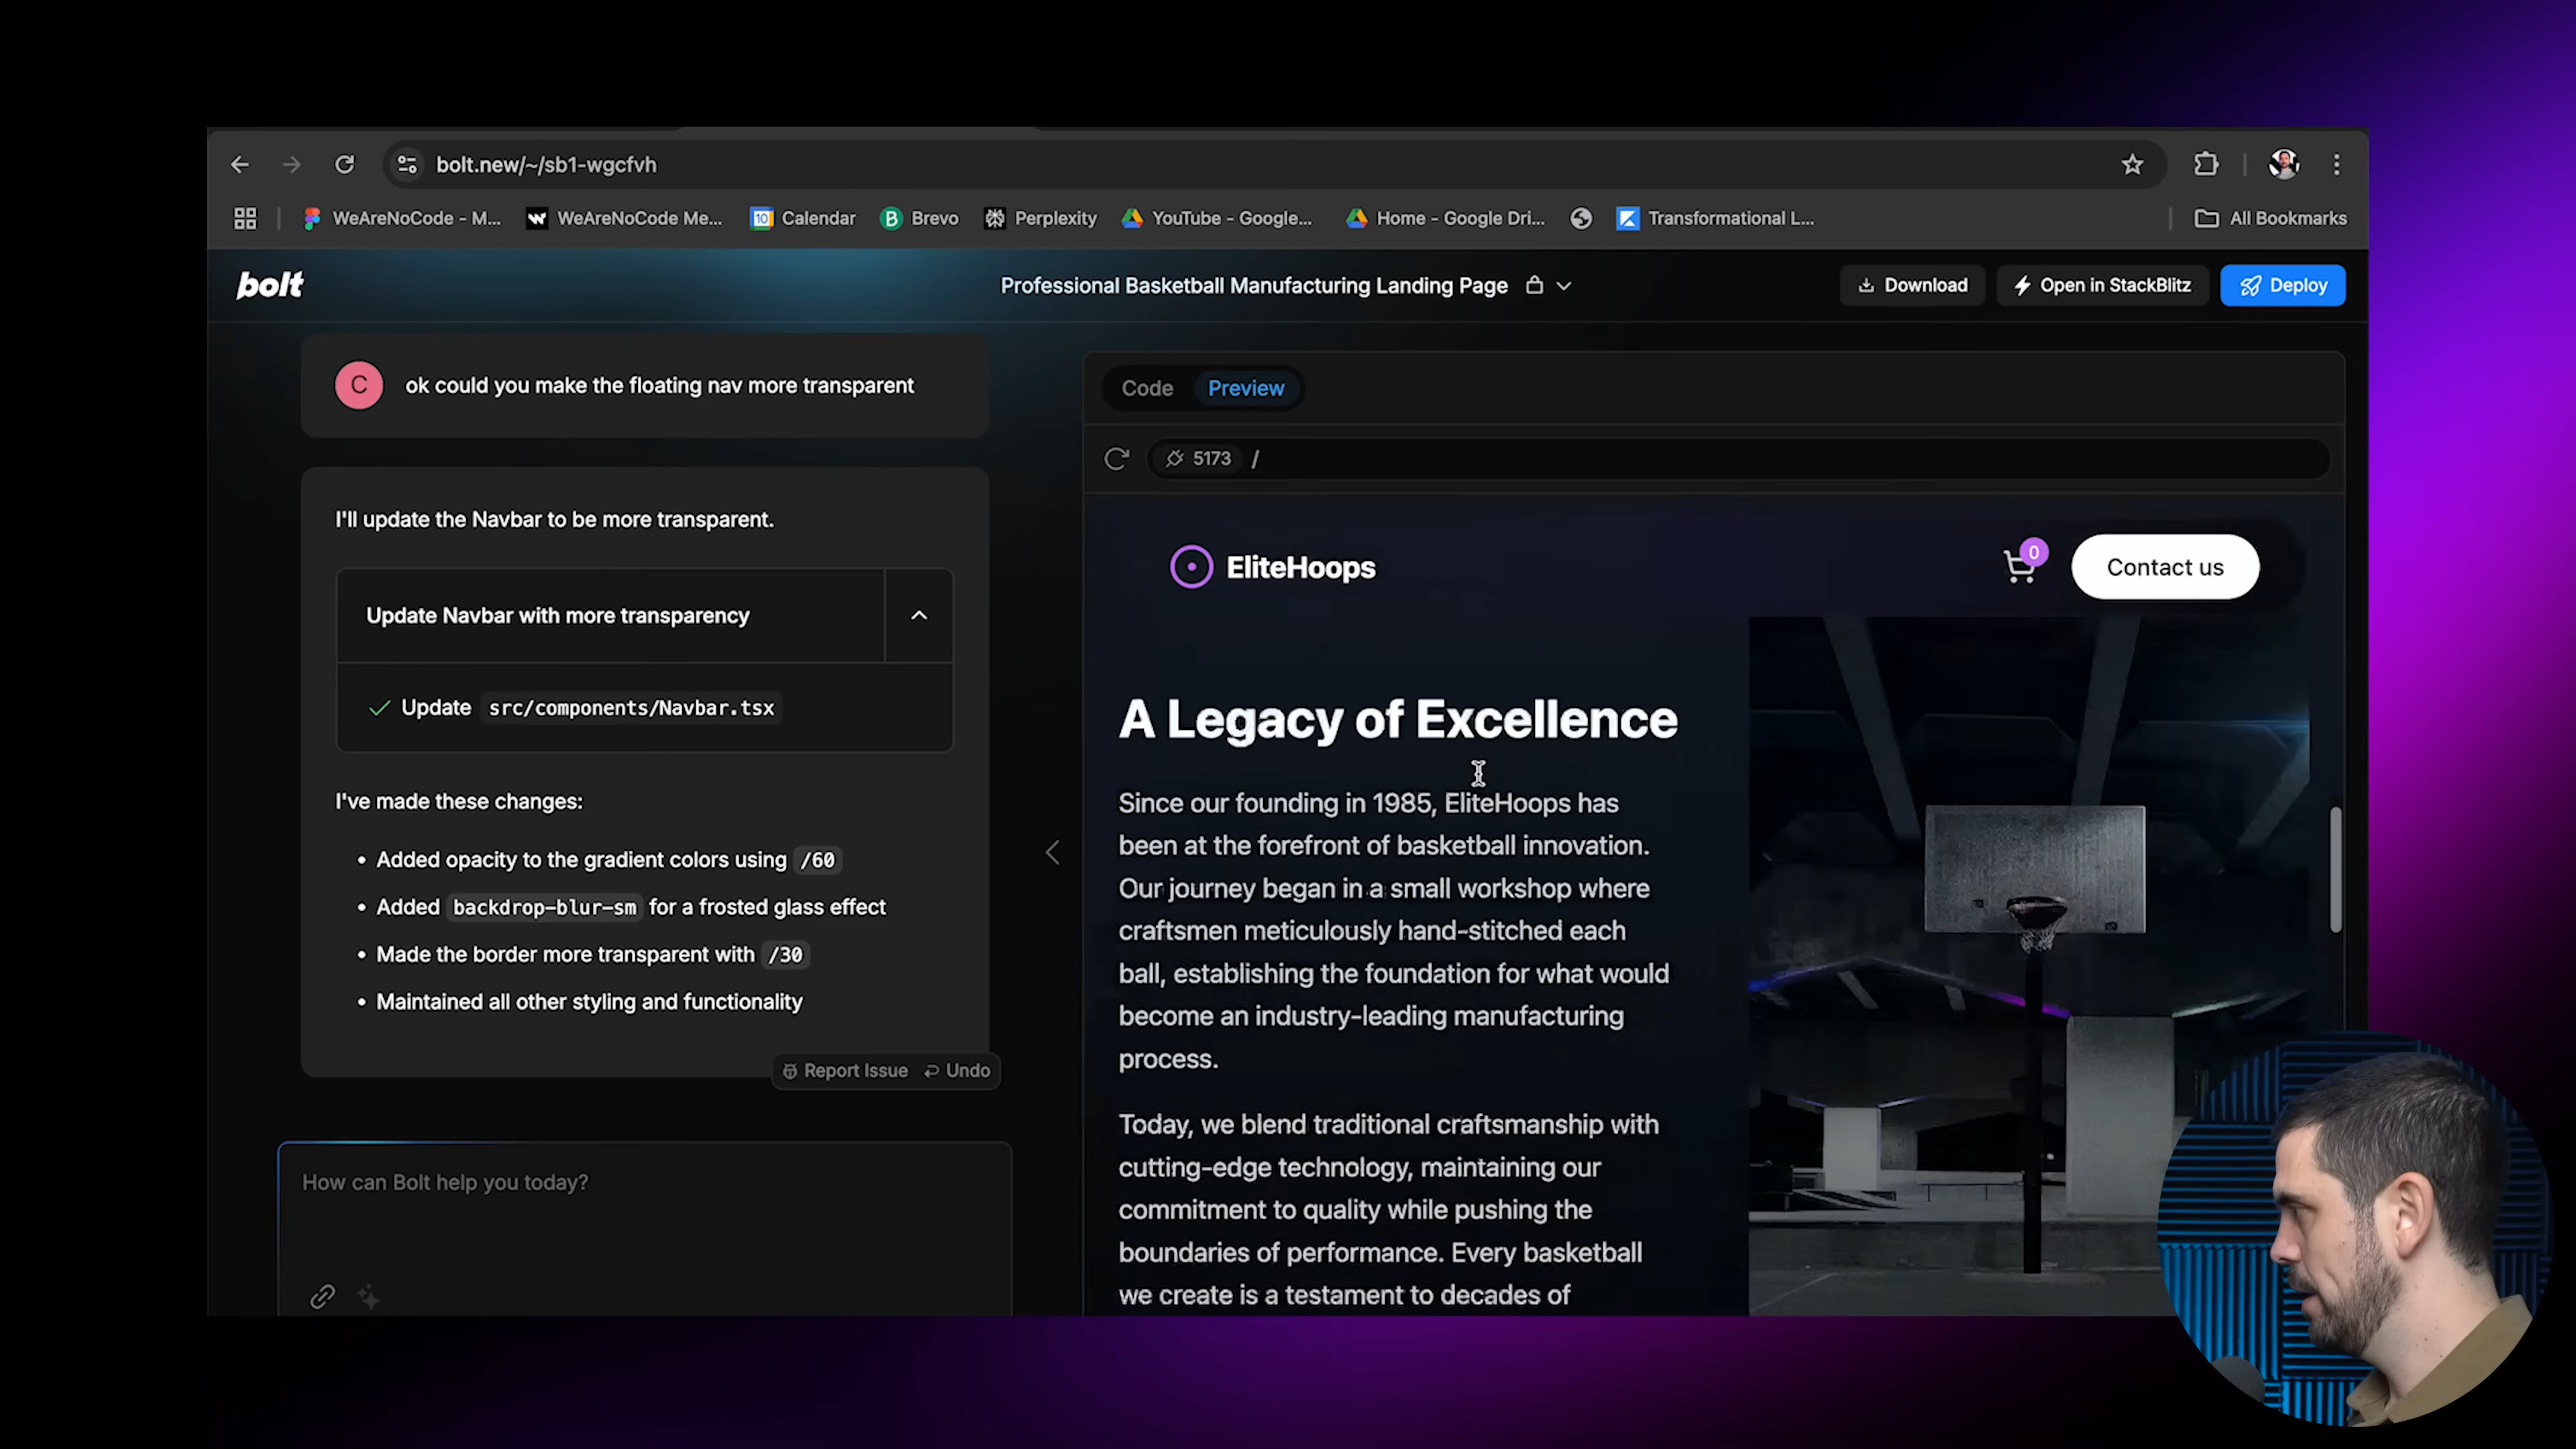 bolt.new/~/sb1-wgcfvh
WeAreNoCode - M...
WeAreNoCode Me...
10
Calendar
B
Brevo
Perplexity
YouTube - Google...
Home - Google Dri...
Transformational L...
All Bookmarks
bolt
Professional Basketball Manufacturing Landing Page
Download
Open in StackBlitz
Deploy
C
ok could you make the floating nav more transparent
I'll update the Navbar to be more transparent.
Update Navbar with more transparency
Update src/components/Navbar.tsx
I've made these changes:
• Added opacity to the gradient colors using /60
• Added backdrop-blur-sm for a frosted glass effect
• Made the border more transparent with /30
• Maintained all other styling and functionality
Report Issue
Undo
How can Bolt help you today?
Code
Preview
5173 /
EliteHoops
0
Contact us
A Legacy of Excellence
Since our founding in 1985, EliteHoops has
been at the forefront of basketball innovation.
Our journey began in a small workshop where
craftsmen meticulously hand-stitched each
ball, establishing the foundation for what would
become an industry-leading manufacturing
process.
Today, we blend traditional craftsmanship with
cutting-edge technology, maintaining our
commitment to quality while pushing the
boundaries of performance. Every basketball
we create is a testament to decades of